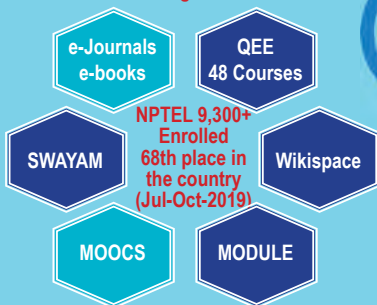 e-Journals
e-books
QEE
48 Courses
NPTEL 9,300+
Enrolled
68th place in
the country
(Jul-Oct-2019)
SWAYAM
Wikispace
MOOCS
MODULE